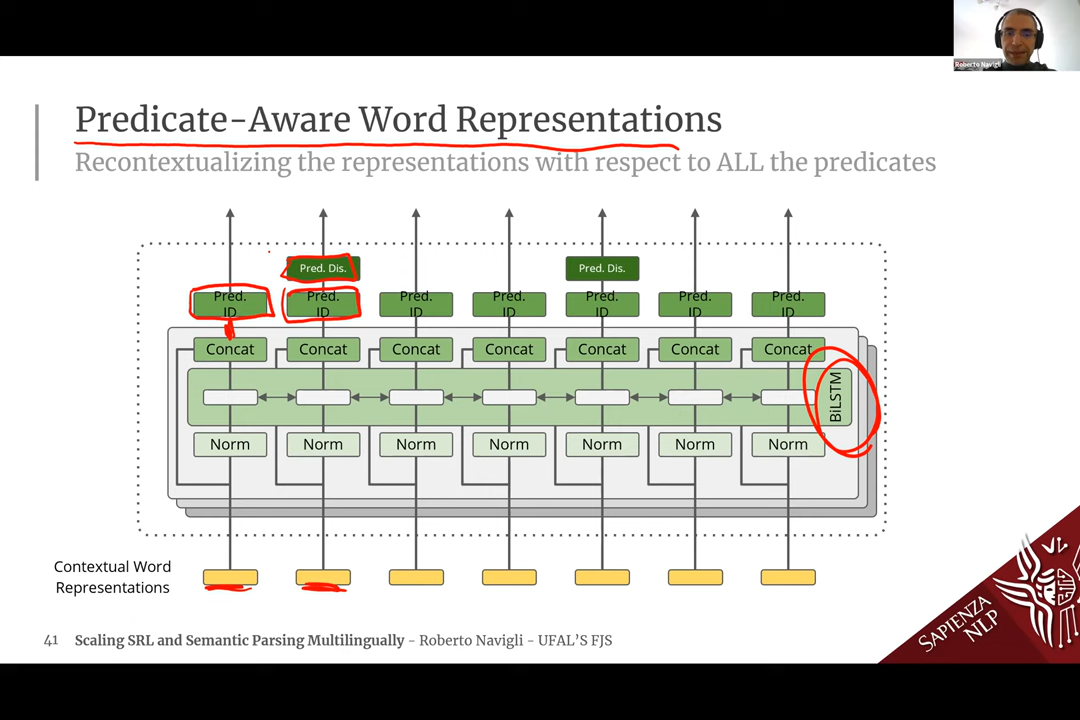 Roberto Navigli
Predicate-Aware Word Representations
Recontextualizing the representations with respect to ALL the predicates
Pred. Dis. Pred. Dis.
Pred. ID Pred. ID Pred. ID Pred. ID Pred. ID Pred. ID Pred. ID
Concat Concat Concat Concat Concat Concat Concat
BiLSTM
Norm Norm Norm Norm Norm Norm Norm
Contextual Word
Representations
41 Scaling SRL and Semantic Parsing Multilingually - Roberto Navigli - UFAL'S FJS
SAPIENZA
NLP